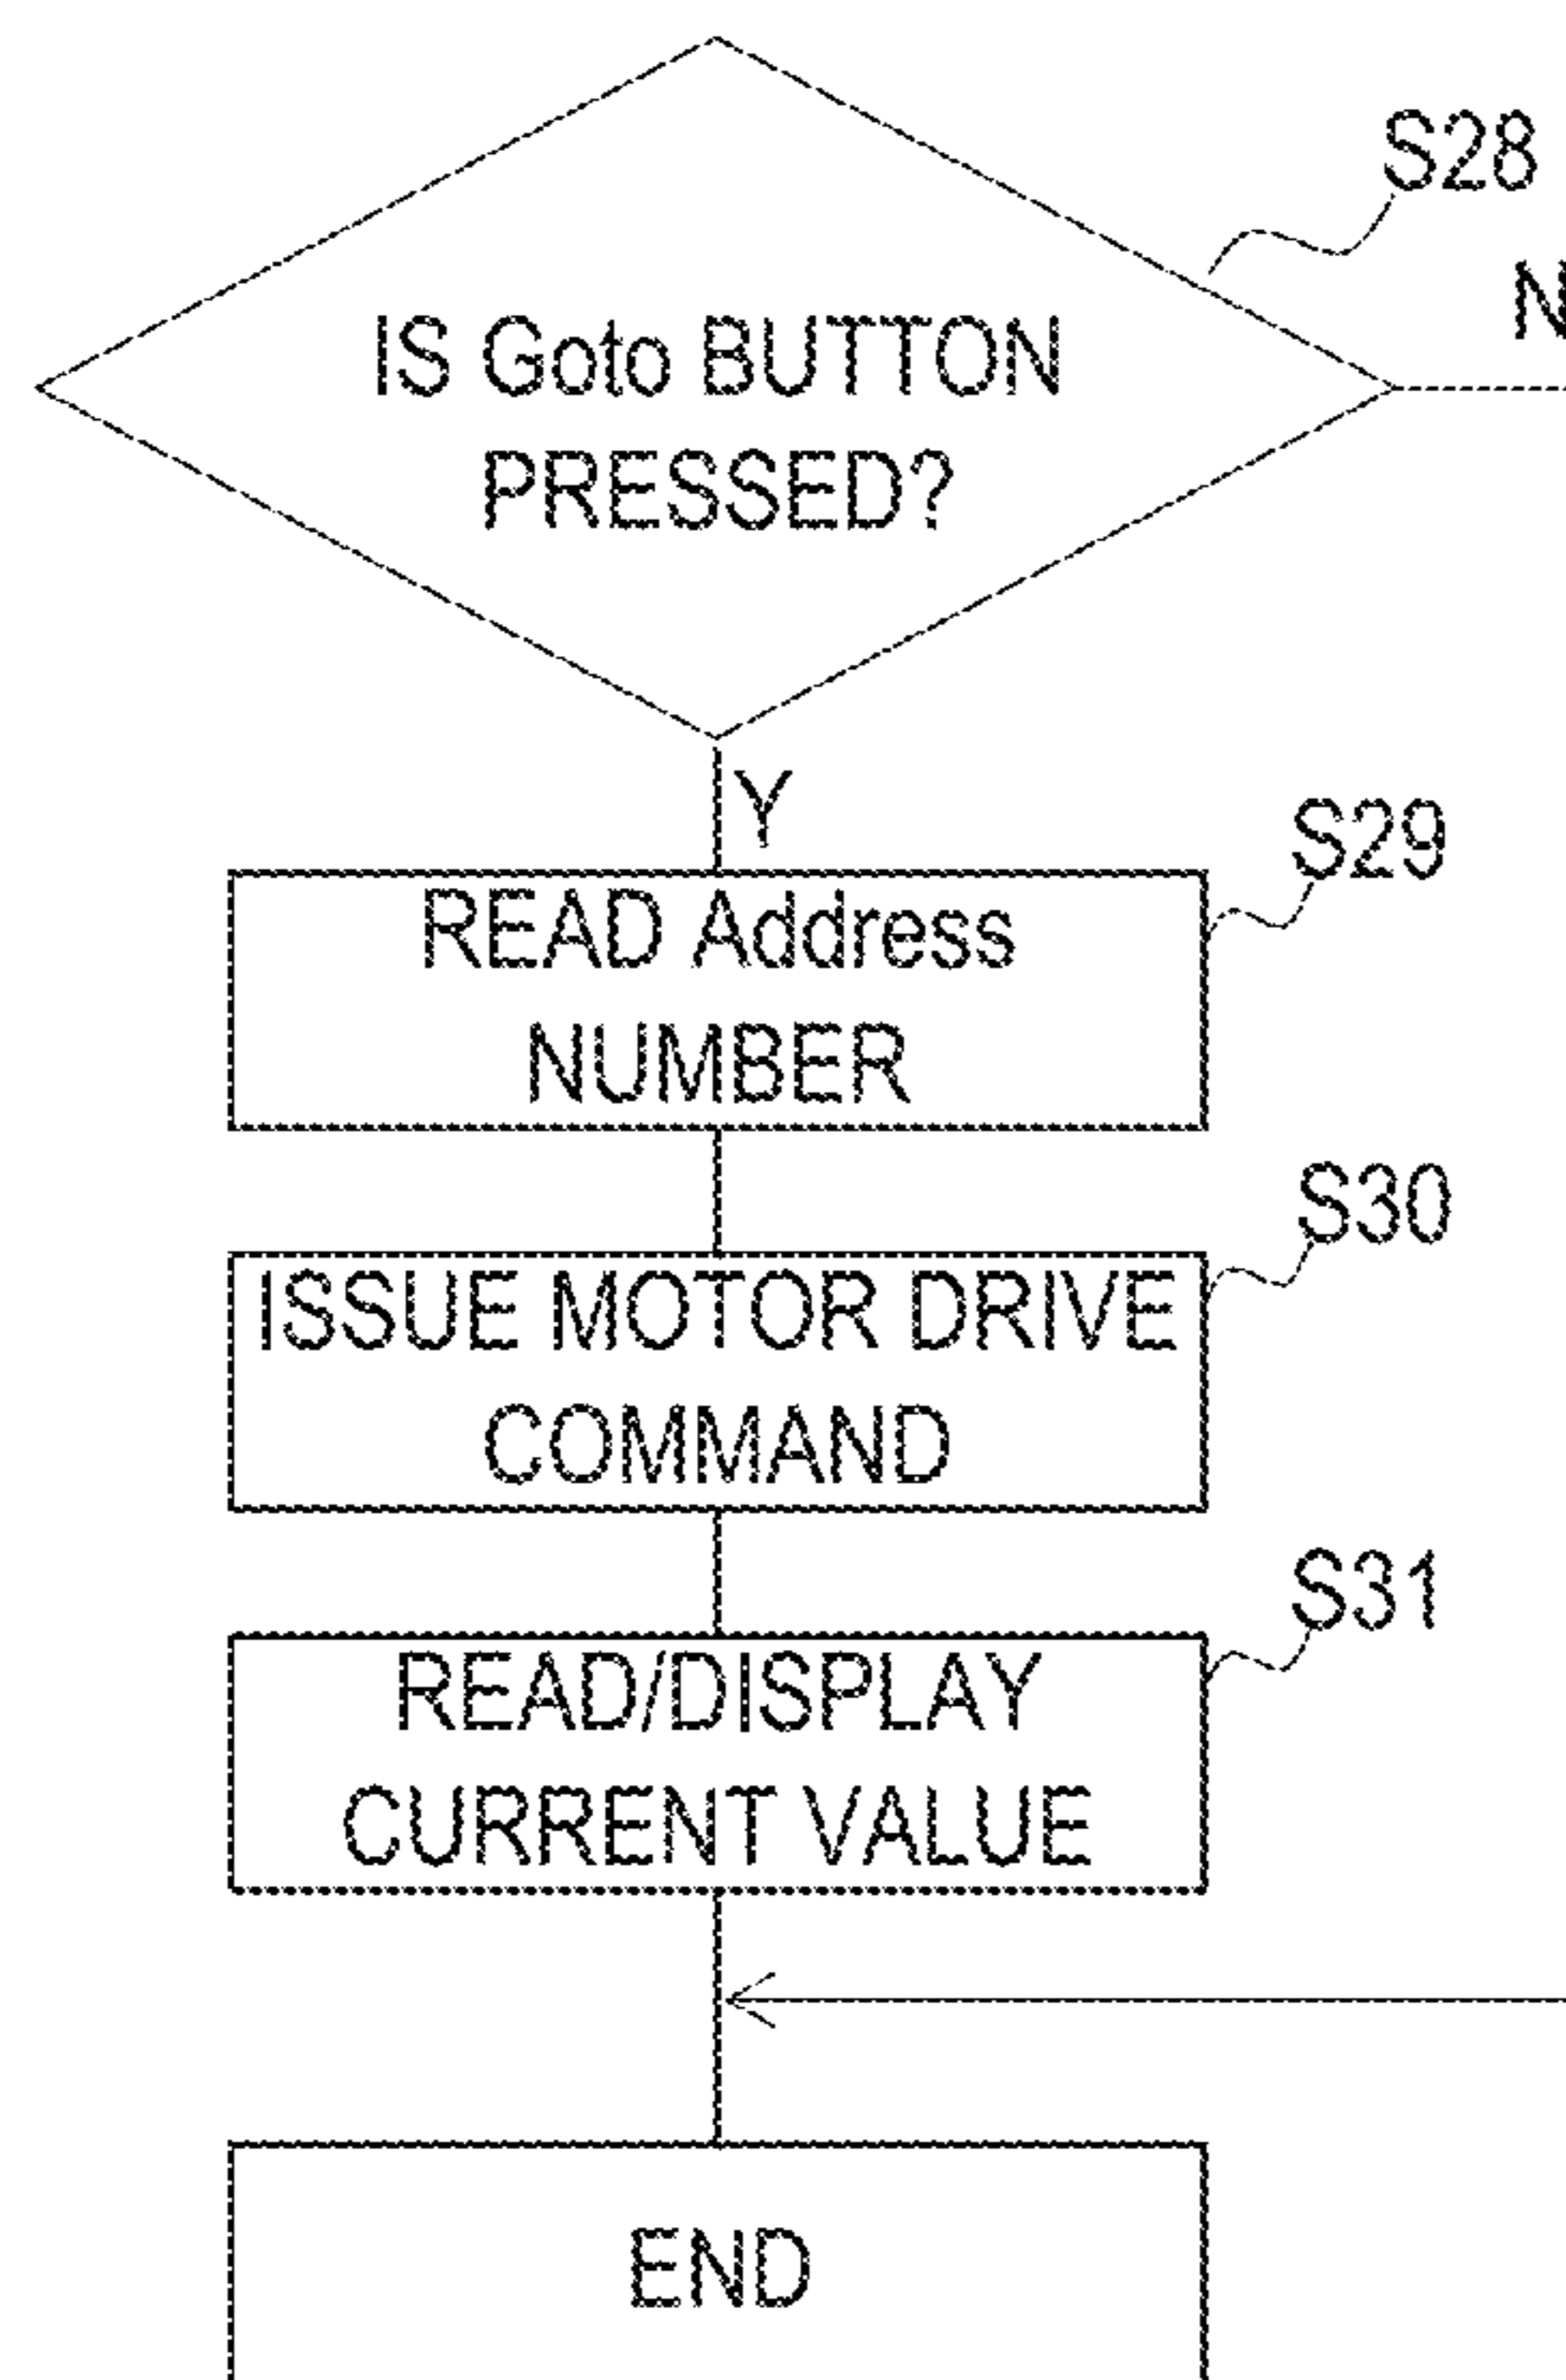 S28
N
IS Goto BUTTON
PRESSED?
Y
S29
READ Address
NUMBER
S30
ISSUE MOTOR DRIVE
COMMAND
S31
READ/DISPLAY
CURRENT VALUE
END